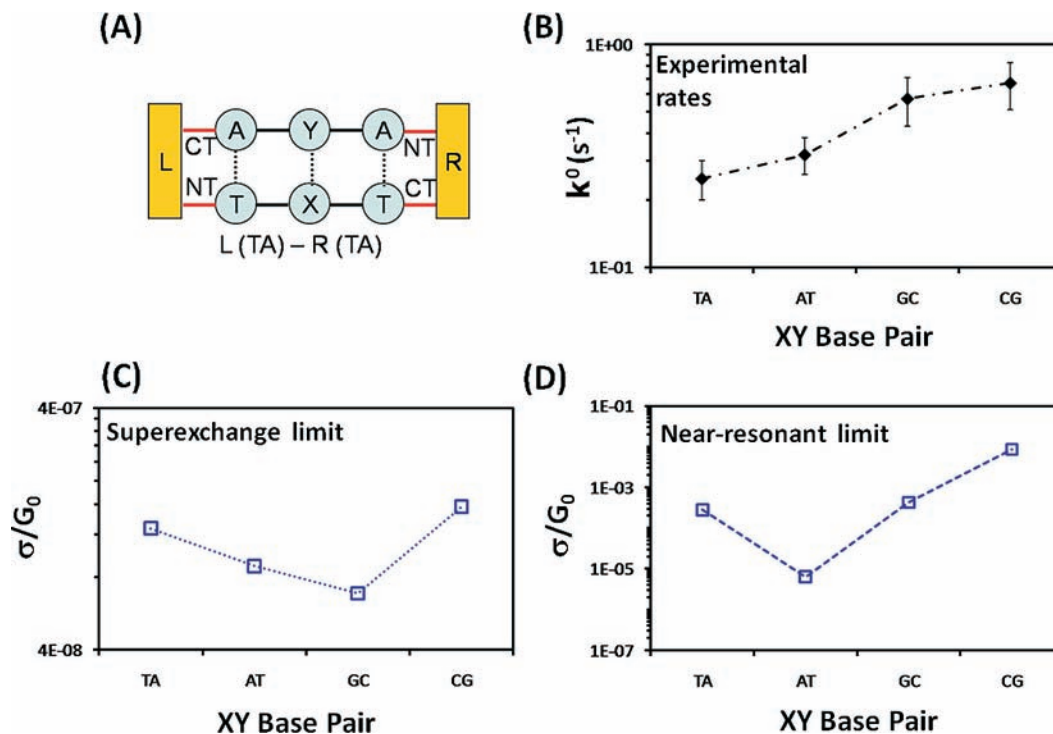 (A)
L
CT
A
Y
A
NT
R
NT
T
X
T
CT
L (TA) – R (TA)
(B)
1E+00
Experimental
rates
k⁰ (s⁻¹)
1E-01
TA AT GC CG
XY Base Pair
(C)
4E-07
Superexchange limit
σ/G₀
4E-08
TA AT GC CG
XY Base Pair
(D)
1E-01
Near-resonant limit
1E-03
σ/G₀
1E-05
1E-07
TA AT GC CG
XY Base Pair